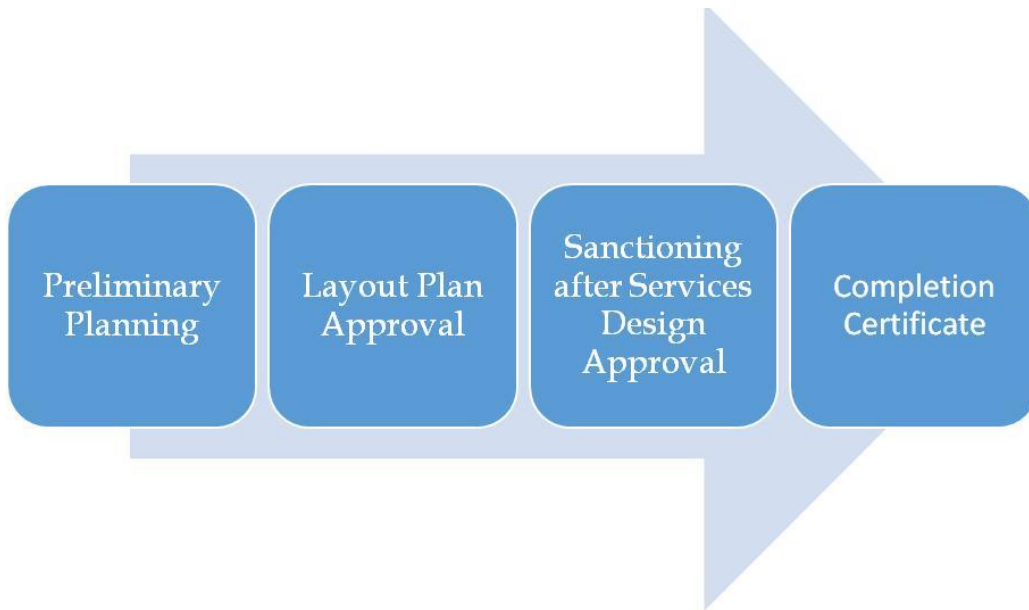 Preliminary
Planning
Layout Plan
Approval
Sanctioning
after Services
Design
Approval
Completion
Certificate